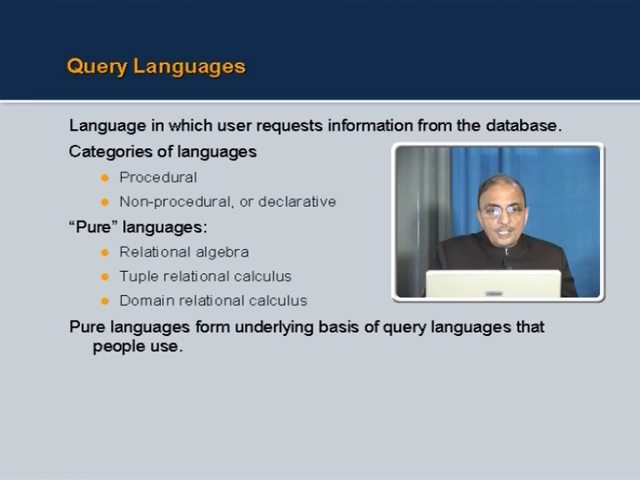 Query Languages
Language in which user requests information from the database.
Categories of languages
Procedural
Non-procedural, or declarative
“Pure” languages:
Relational algebra
Tuple relational calculus
Domain relational calculus
Pure languages form underlying basis of query languages that
people use.